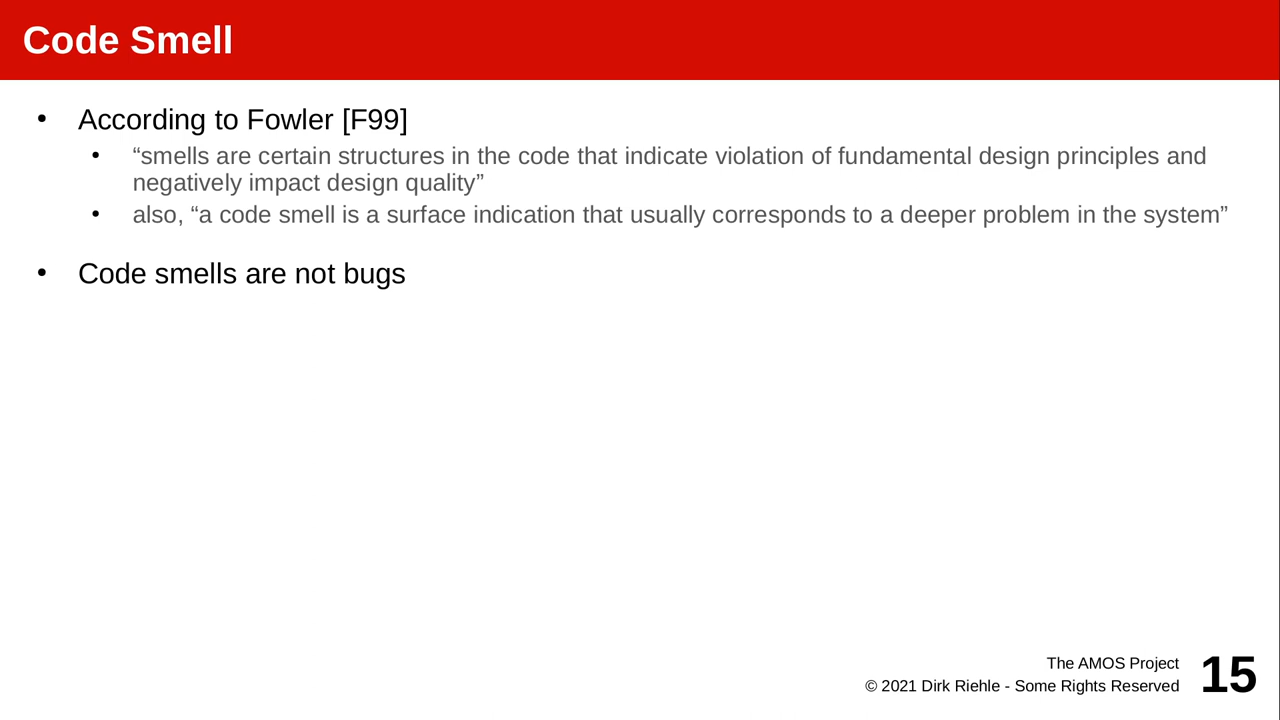 Code Smell
• According to Fowler [F99]
• “smells are certain structures in the code that indicate violation of fundamental design principles and
negatively impact design quality”
• also, “a code smell is a surface indication that usually corresponds to a deeper problem in the system”
• Code smells are not bugs
The AMOS Project
© 2021 Dirk Riehle - Some Rights Reserved
15